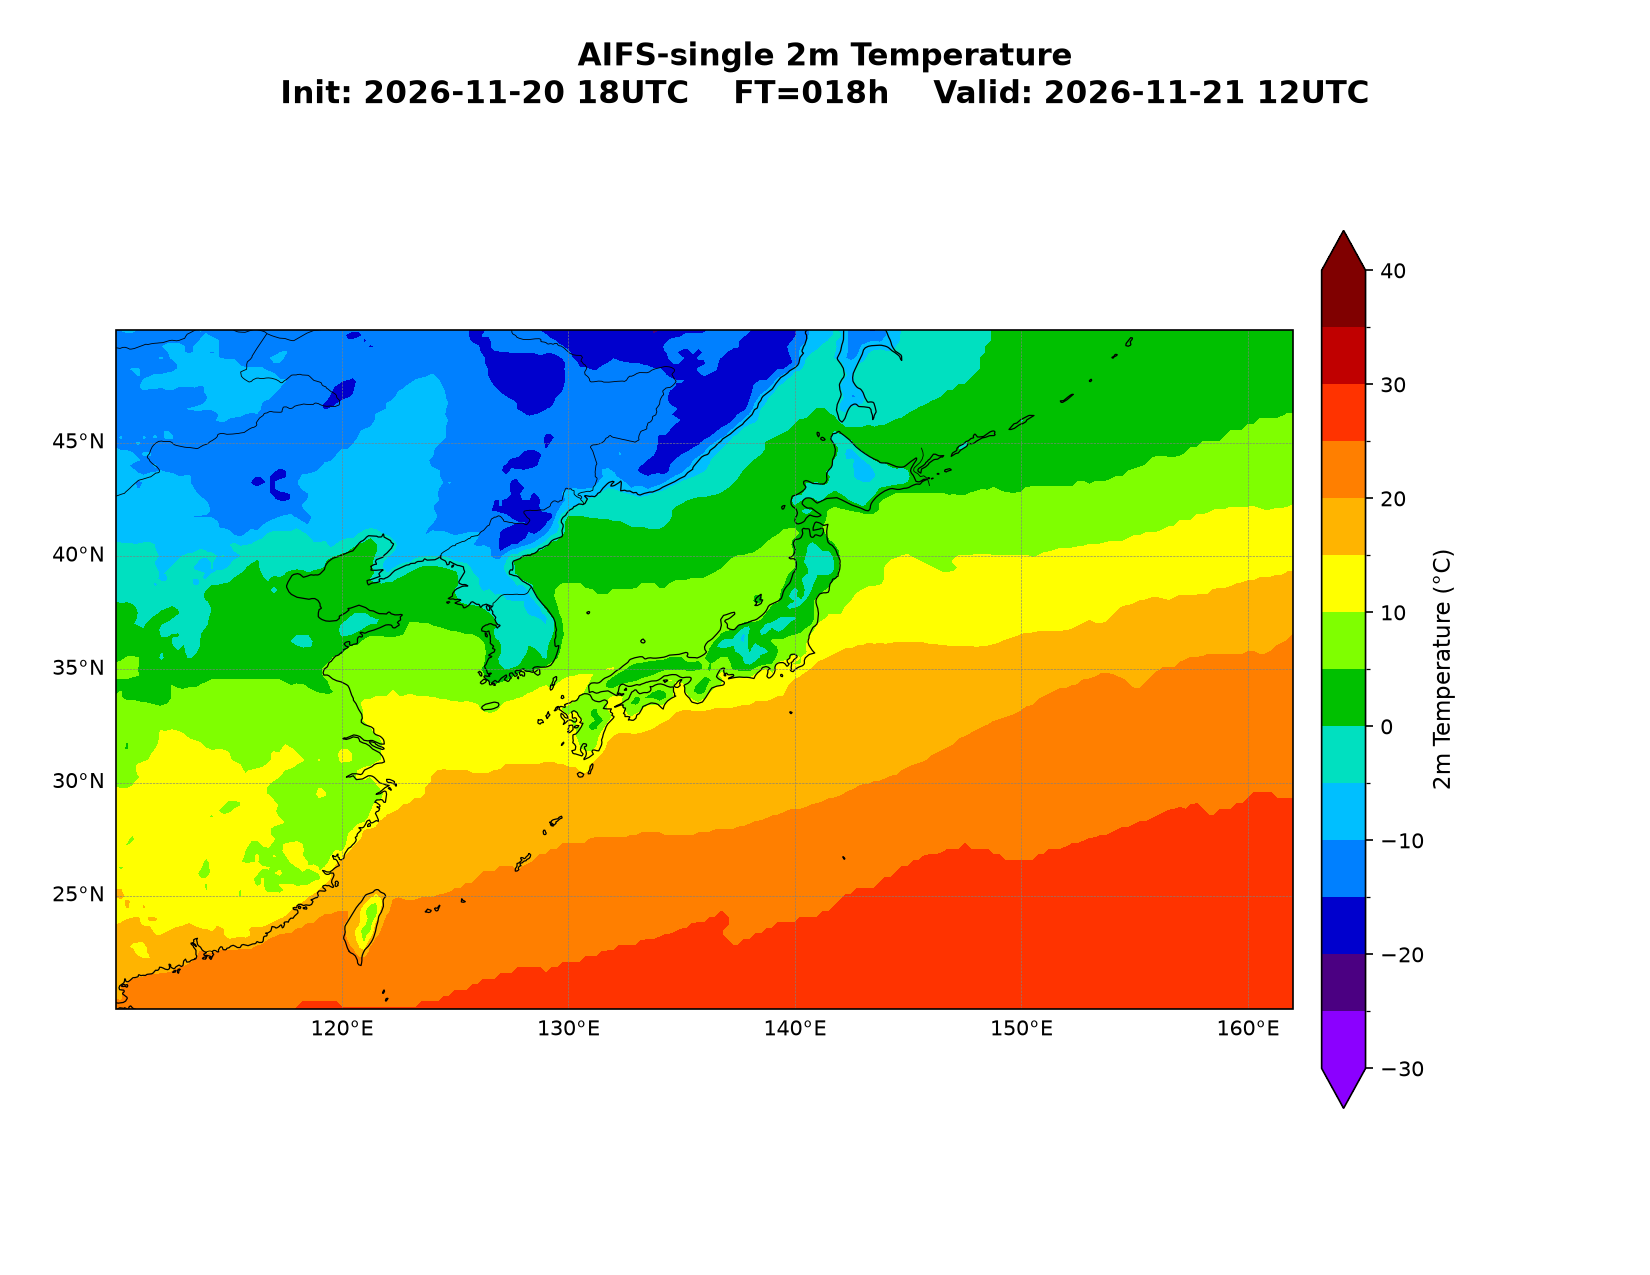 AIFS-single 2m Temperature
Init: 2026-11-20 18UTC    FT=018h    Valid: 2026-11-21 12UTC
45°N
40°N
35°N
30°N
25°N
120°E
130°E
140°E
150°E
160°E
40
30
20
10
0
−10
−20
−30
2m Temperature (°C)